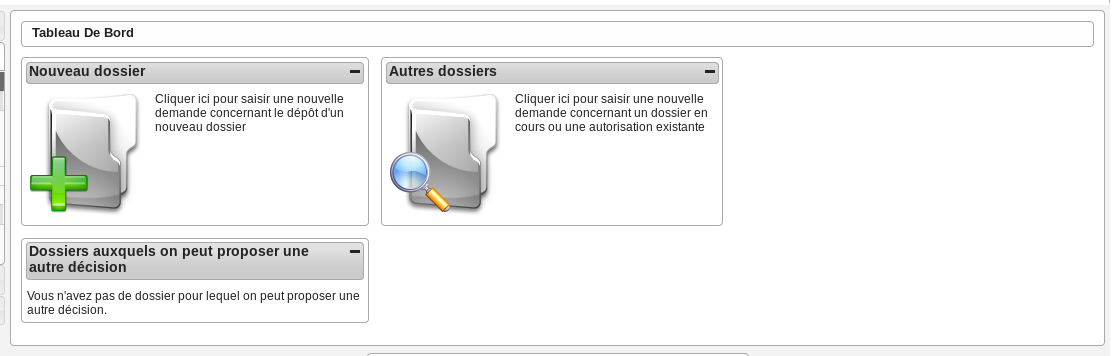 Tableau De Bord
Nouveau dossier
Cliquer ici pour saisir une nouvelle
demande concernant le dépôt d'un
nouveau dossier
Autres dossiers
Cliquer ici pour saisir une nouvelle
demande concernant un dossier en
cours ou une autorisation existante
Dossiers auxquels on peut proposer une
autre décision
Vous n'avez pas de dossier pour lequel on peut proposer une
autre décision.